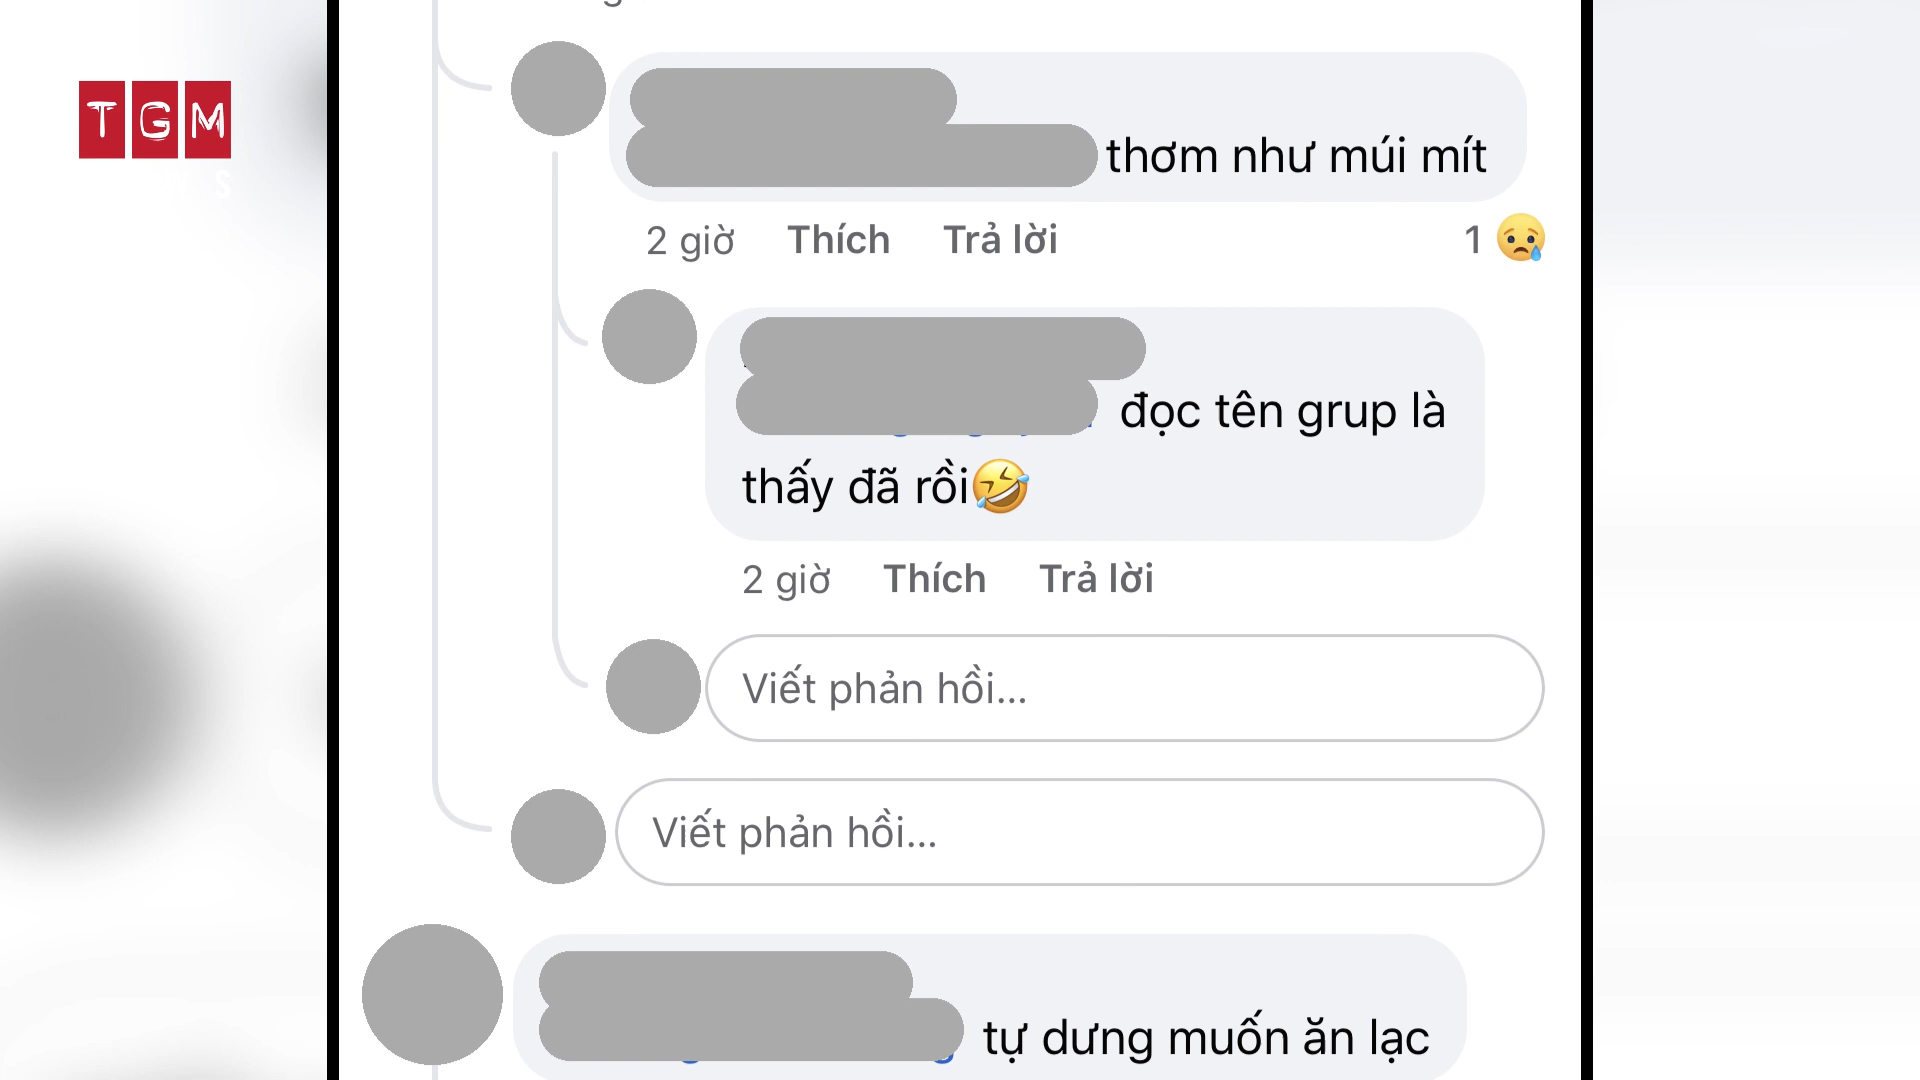 TGM
S
thơm như múi mít
2 giờ Thích Trả lời 1 😢
đọc tên grup là
thấy đã rồi🤣
2 giờ Thích Trả lời
Viết phản hồi...
Viết phản hồi...
tự dưng muốn ăn lạc